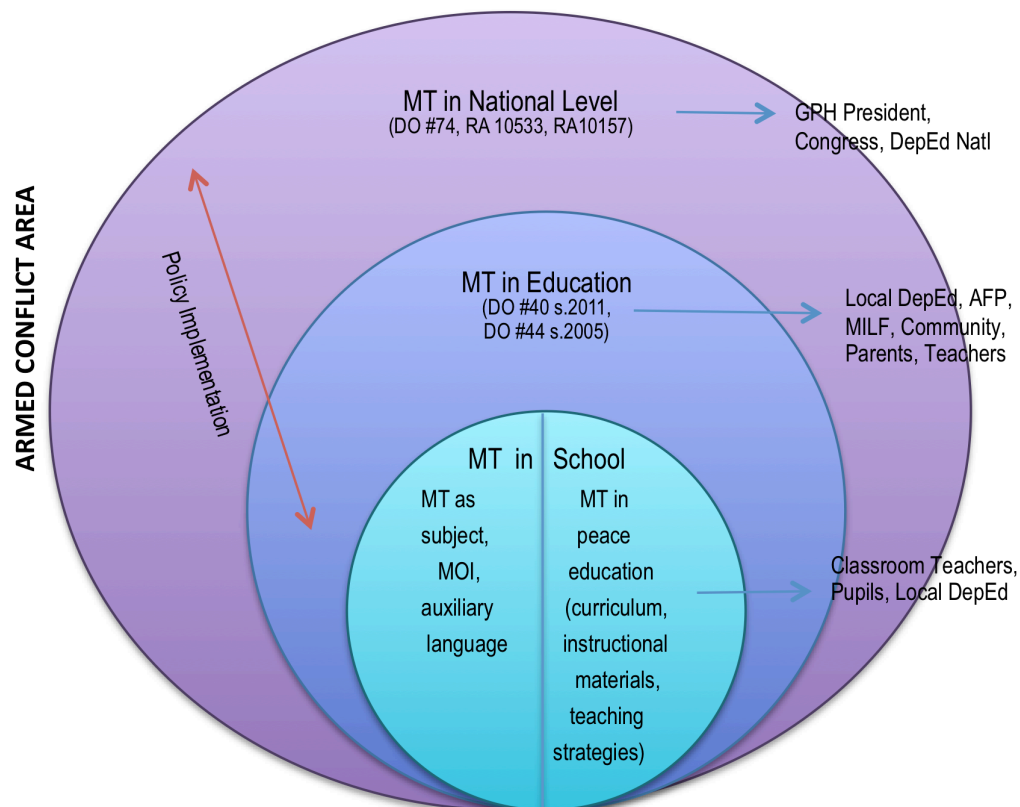 MT in National Level
(DO #74, RA 10533, RA10157)
GPH President,
Congress, DepEd Natl
ARMED CONFLICT AREA
Policy Implementation
MT in Education
(DO #40 s.2011,
DO #44 s.2005)
Local DepEd, AFP,
MILF, Community,
Parents, Teachers
MT in School
MT as
subject,
MOI,
auxiliary
language
MT in
peace
education
(curriculum,
instructional
materials,
teaching
strategies)
Classroom Teachers,
Pupils, Local DepEd